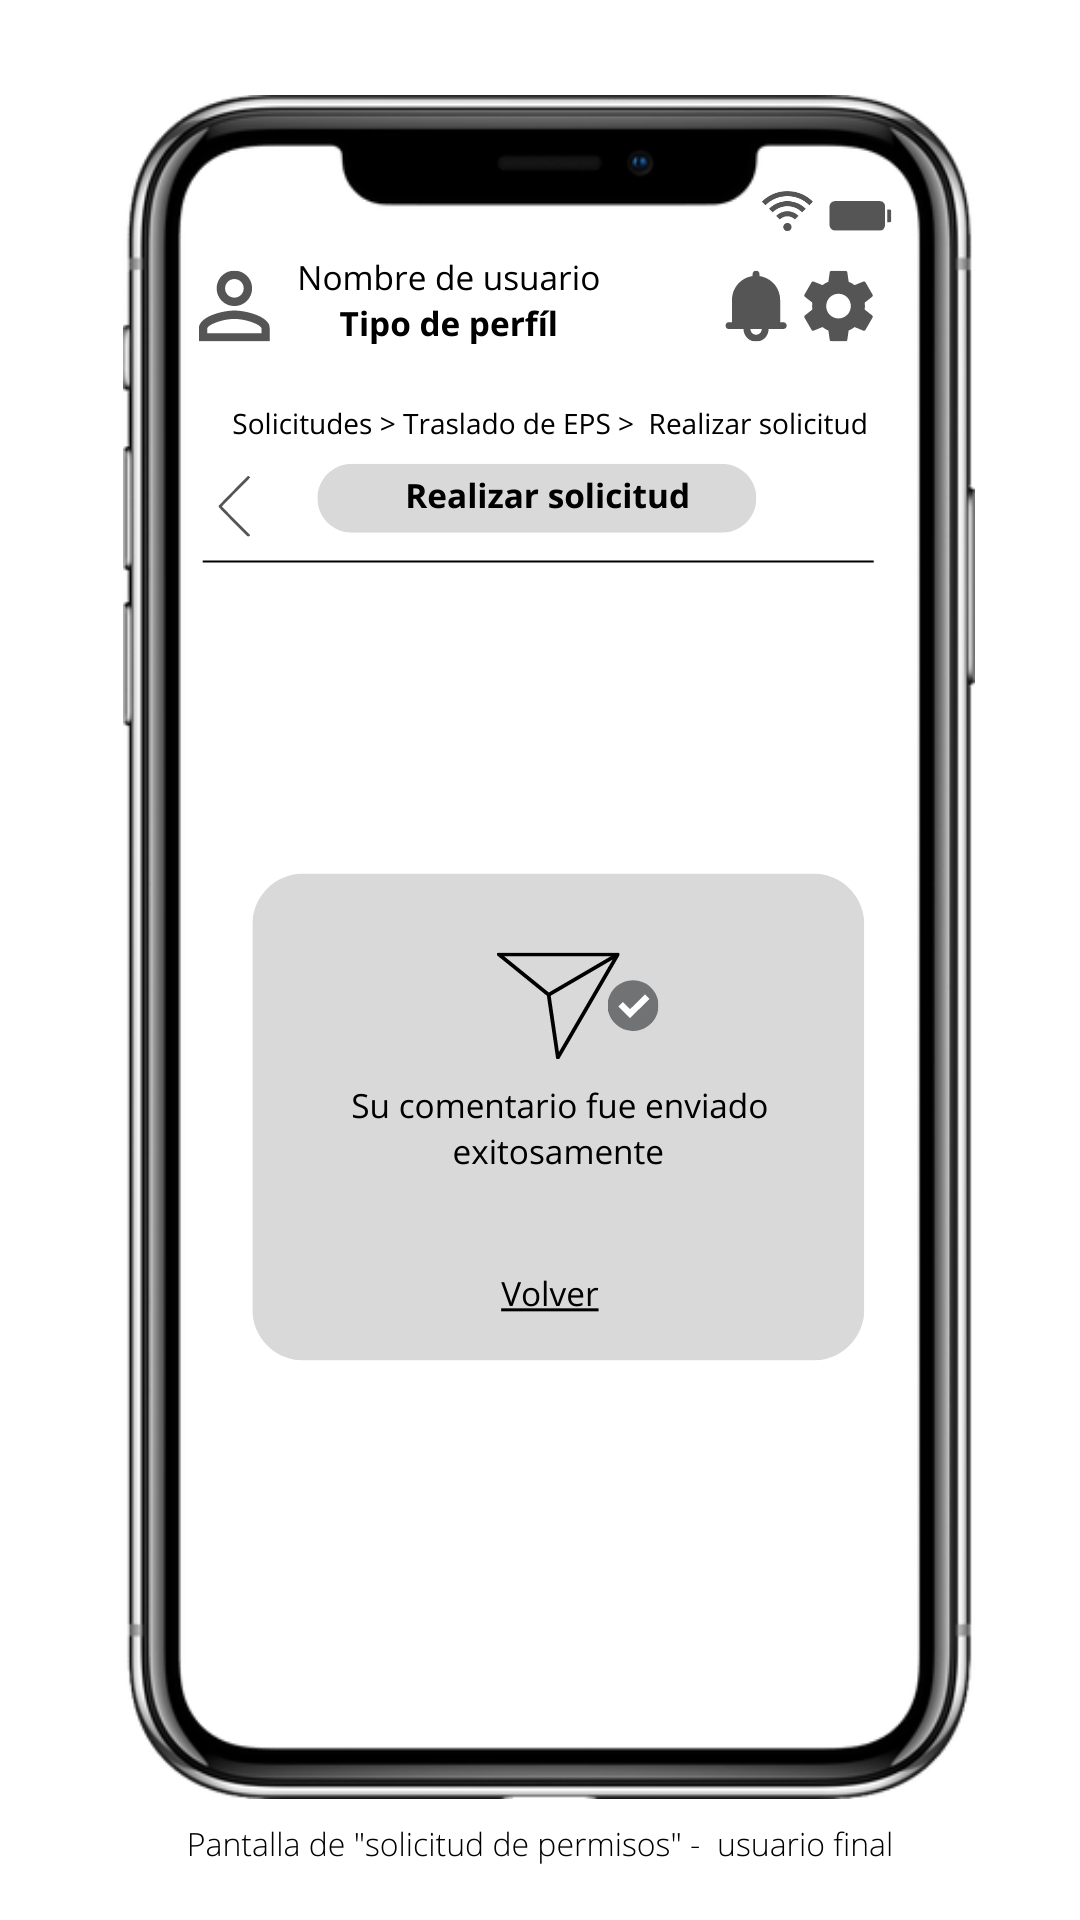 Nombre de usuario
Tipo de perfíl
Solicitudes > Traslado de EPS >  Realizar solicitud
Realizar solicitud
Su comentario fue enviado
exitosamente
Volver
Pantalla de "solicitud de permisos" -  usuario final